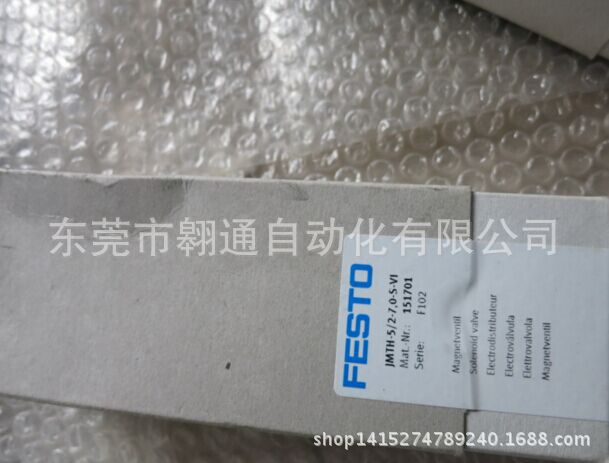 东莞市翱通自动化有限公司
FESTO
JMTH-5/2-7,0-S-VI
Mat.-Nr.: 151701
Serie: F102
Magnetventil
Solenoid valve
Electrodistributeur
Electroválvula
Elettrovalvola
Magnetventil
shop1415274789240.1688.com